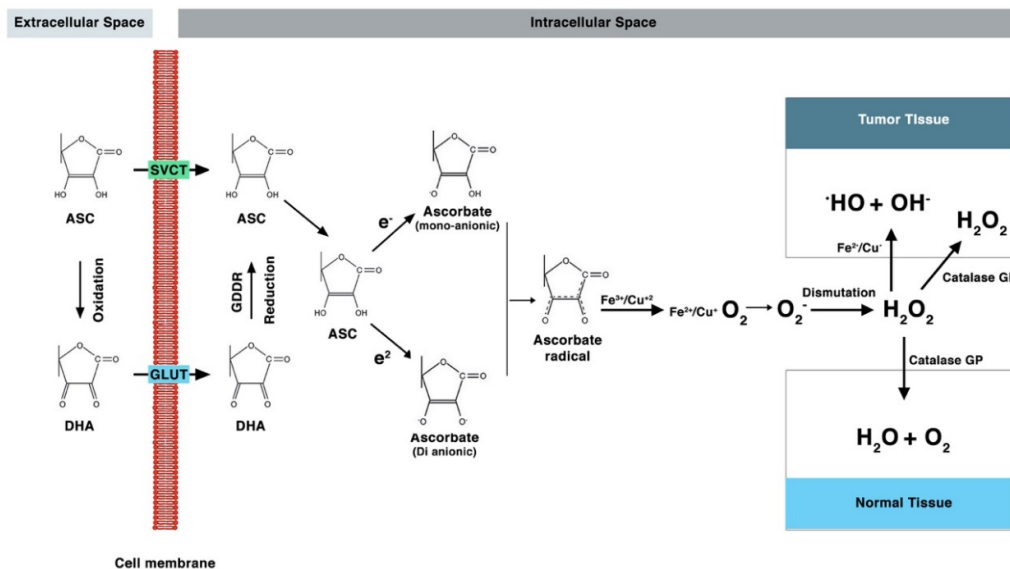 Extracellular Space
Intracellular Space
Tumor TIssue
SVCT
ASC
ASC
Oxidation
GDDR
Reduction
e-
Ascorbate
(mono-anionic)
ASC
e²
GLUT
DHA
DHA
Ascorbate
(Di anionic)
Ascorbate
radical
Fe³⁺/Cu⁺²
Fe²⁺/Cu⁺
O₂
O₂⁻
Dismutation
H₂O₂
•HO + OH⁻
H₂O₂
Catalase GP
Catalase GP
H₂O + O₂
Normal Tissue
Cell membrane